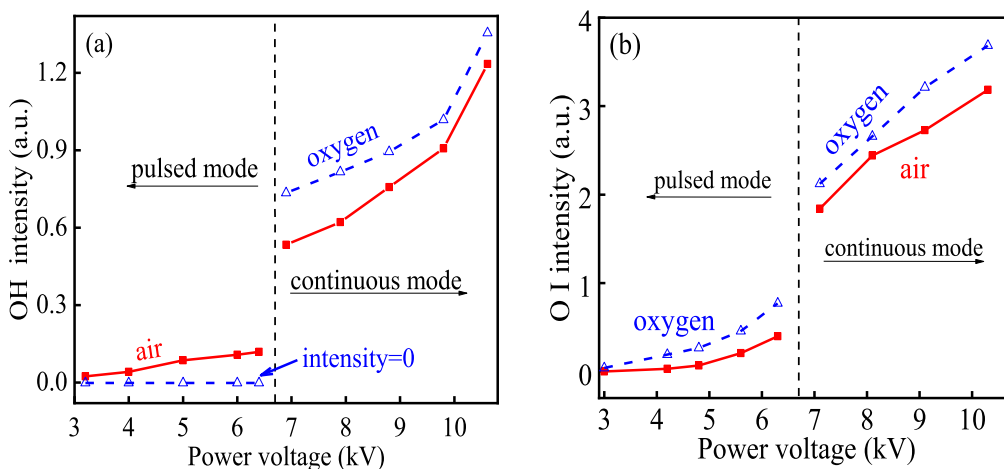 (a)
OH intensity (a.u.)
1.2
0.9
0.6
0.3
0.0
pulsed mode
oxygen
continuous mode
air
intensity=0
3 4 5 6 7 8 9 10
Power voltage (kV)
(b)
O I intensity (a.u.)
4
3
2
1
0
oxygen
air
pulsed mode
continuous mode
oxygen
3 4 5 6 7 8 9 10
Power voltage (kV)